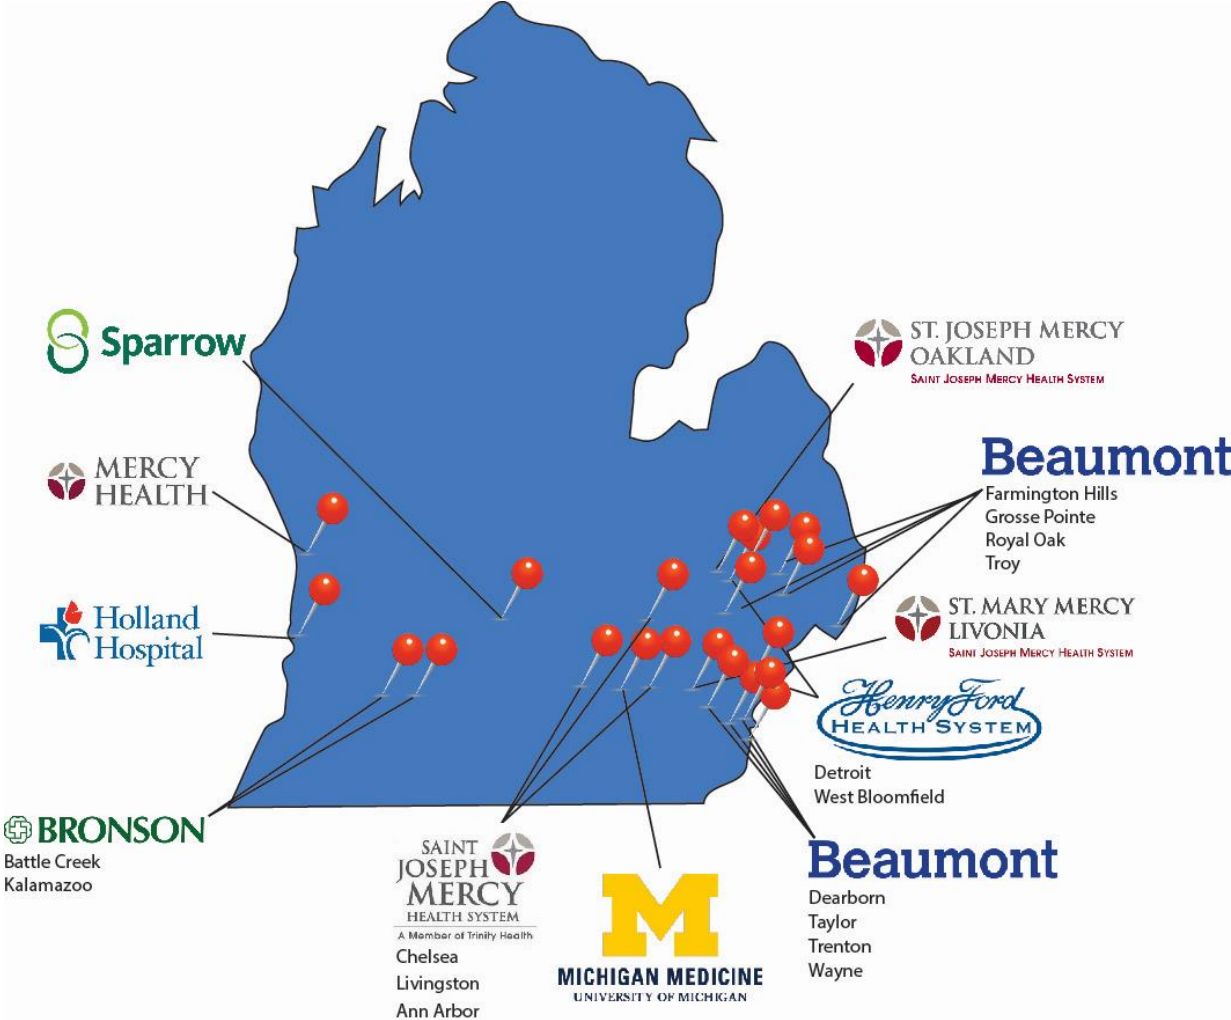 Sparrow
MERCY
HEALTH
Holland
Hospital
BRONSON
Battle Creek
Kalamazoo
SAINT
JOSEPH
MERCY
HEALTH SYSTEM
A Member of Trinity Health
Chelsea
Livingston
Ann Arbor
M
MICHIGAN MEDICINE
UNIVERSITY OF MICHIGAN
ST. JOSEPH MERCY
OAKLAND
SAINT JOSEPH MERCY HEALTH SYSTEM
Beaumont
Farmington Hills
Grosse Pointe
Royal Oak
Troy
ST. MARY MERCY
LIVONIA
SAINT JOSEPH MERCY HEALTH SYSTEM
Henry Ford
HEALTH SYSTEM
Detroit
West Bloomfield
Beaumont
Dearborn
Taylor
Trenton
Wayne